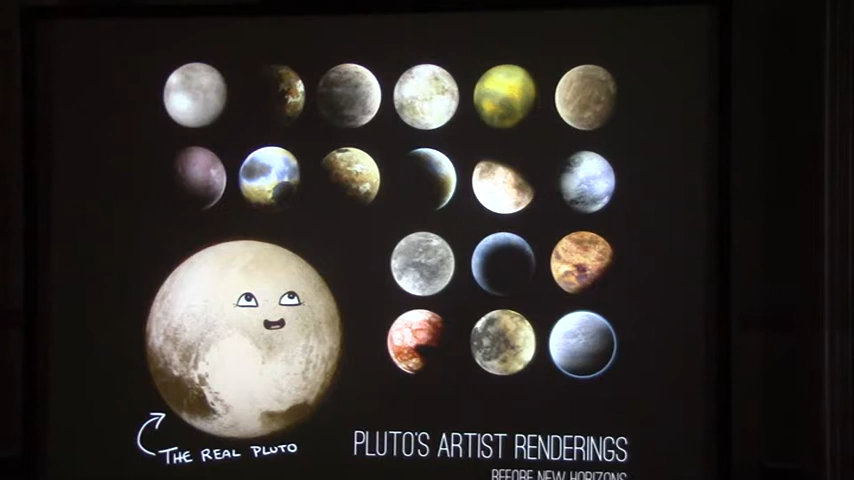 THE REAL PLUTO
PLUTO'S ARTIST RENDERINGS
BEFORE NEW HORIZONS